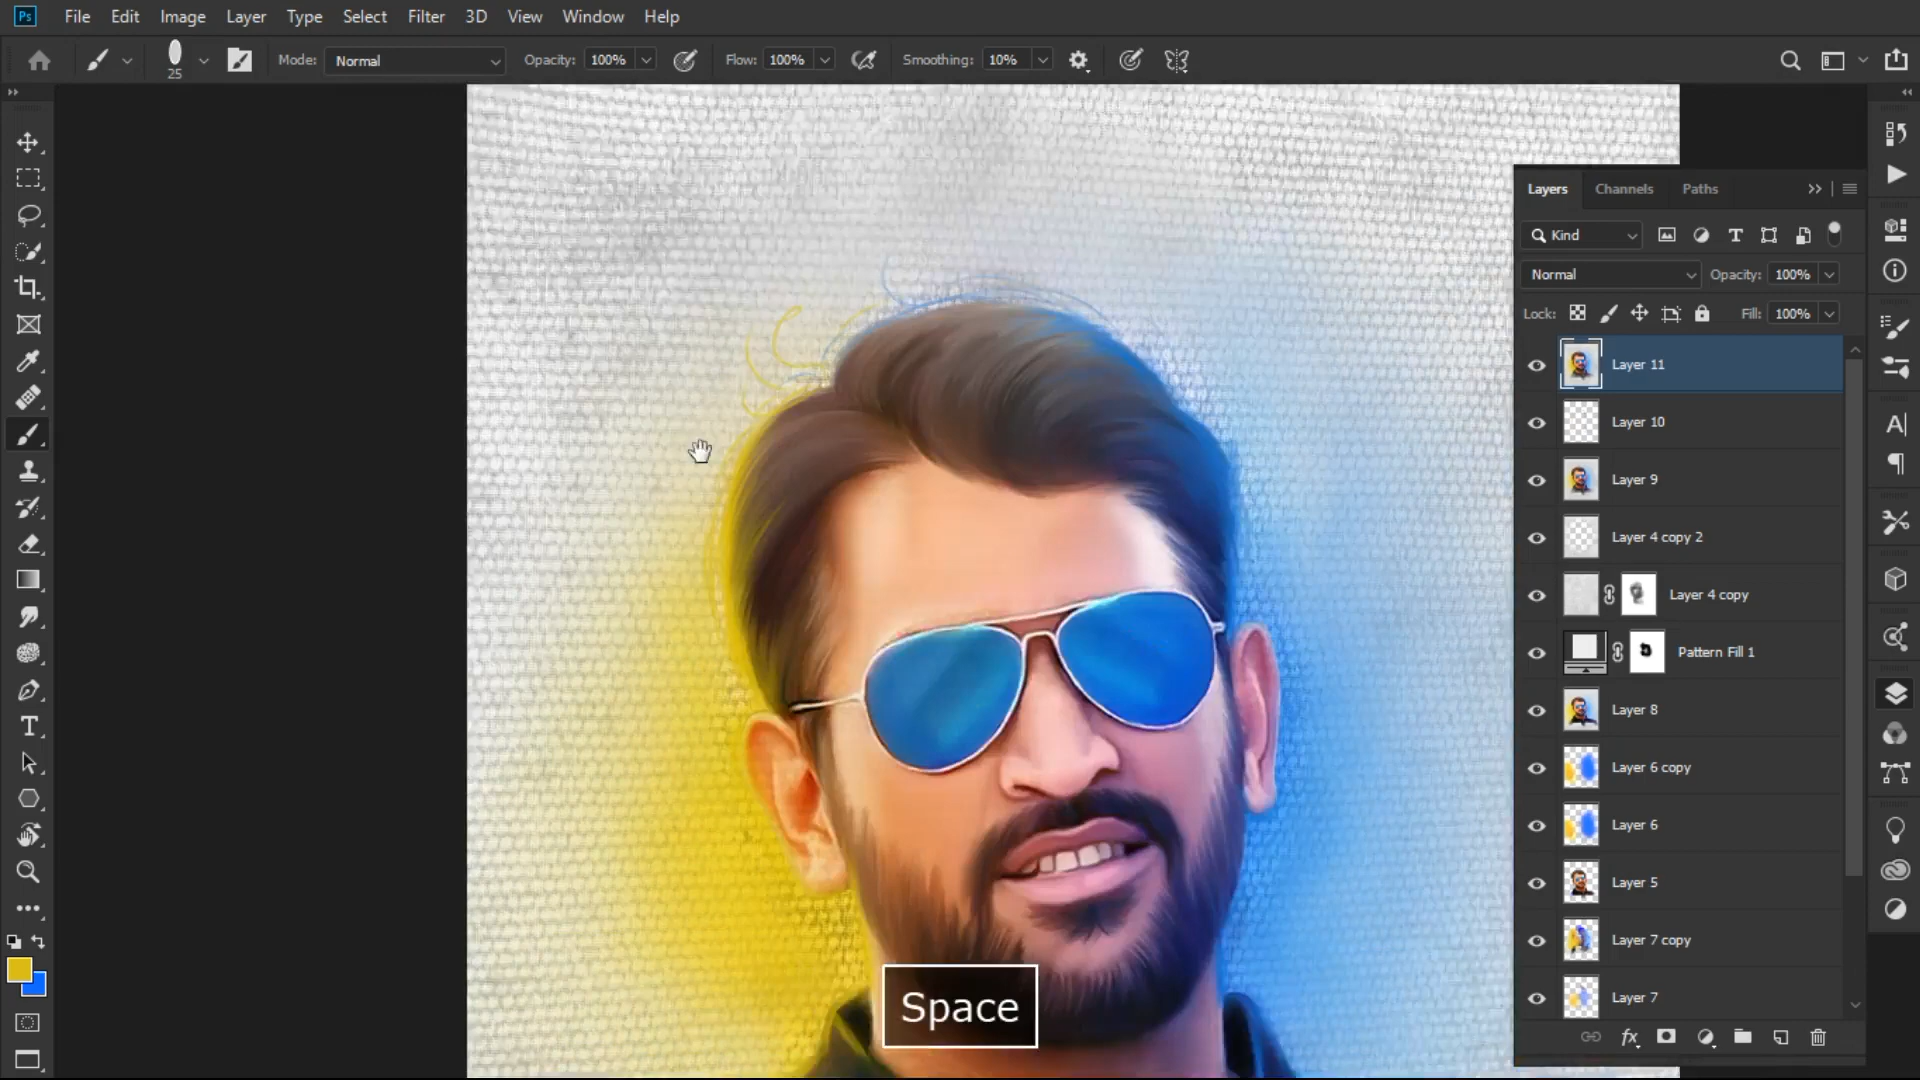 Ps File Edit Image Layer Type Select Filter 3D View Window Help
25 Mode: Normal Opacity: 100% Flow: 100% Smoothing: 10%
Layers Channels Paths
Kind
Normal Opacity: 100%
Lock: Fill: 100%
Layer 11
Layer 10
Layer 9
Layer 4 copy 2
Layer 4 copy
Pattern Fill 1
Layer 8
Layer 6 copy
Layer 6
Layer 5
Layer 7 copy
Layer 7
Space